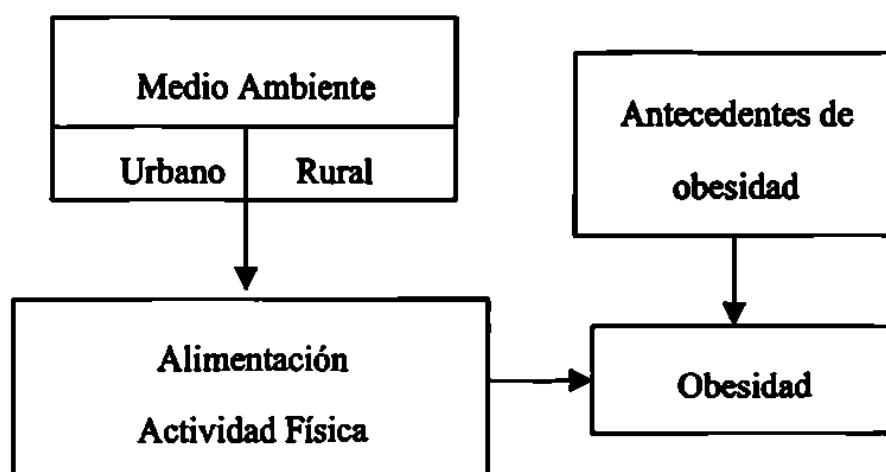 Medio Ambiente
Urbano Rural
Antecedentes de
obesidad
Alimentación
Actividad Física
Obesidad